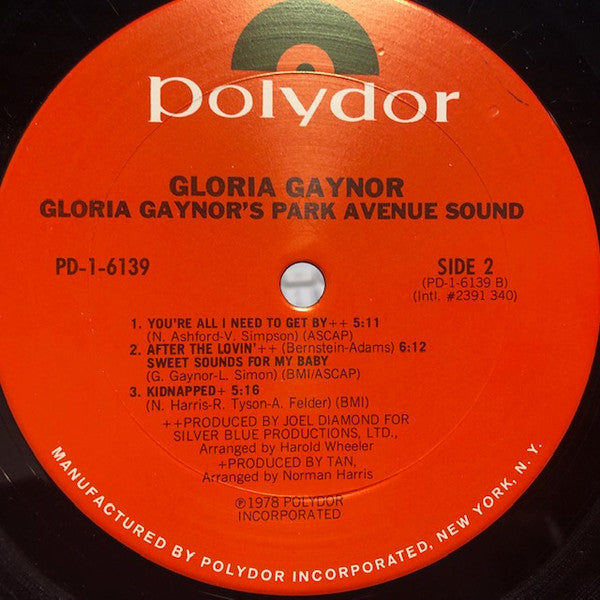 polydor
GLORIA GAYNOR
GLORIA GAYNOR'S PARK AVENUE SOUND
PD-1-6139
SIDE 2
(PD-1-6139 B)
(Intl. #2391 340)
1. YOU'RE ALL I NEED TO GET BY++ 5:11
(N. Ashford-V. Simpson) (ASCAP)
2. AFTER THE LOVIN'++ (Bernstein-Adams) 6:12
SWEET SOUNDS FOR MY BABY
(G. Gaynor-L. Simon) (BMI/ASCAP)
3. KIDNAPPED+ 5:16
(N. Harris-R. Tyson-A. Felder) (BMI)
++PRODUCED BY JOEL DIAMOND FOR
SILVER BLUE PRODUCTIONS, LTD.,
Arranged by Harold Wheeler
+PRODUCED BY TAN,
Arranged by Norman Harris
℗1978 POLYDOR
INCORPORATED
MANUFACTURED BY POLYDOR INCORPORATED, NEW YORK, N. Y.